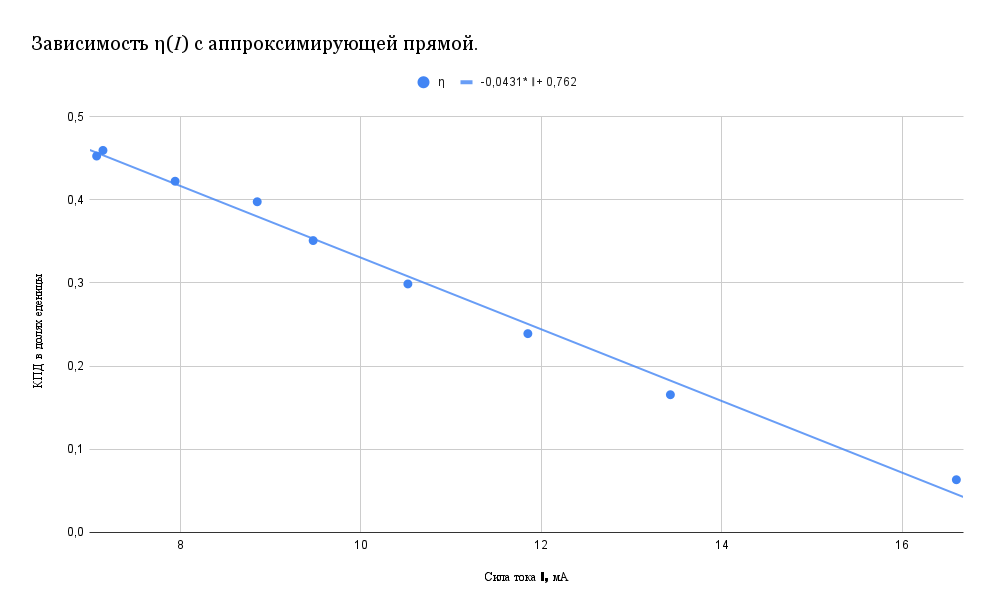 Зависимость η(I) с аппроксимирующей прямой.
η -0,0431* I + 0,762
0,5
0,4
0,3
0,2
0,1
0,0
КПД в долях еденицы
8 10 12 14 16
Сила тока I, мА